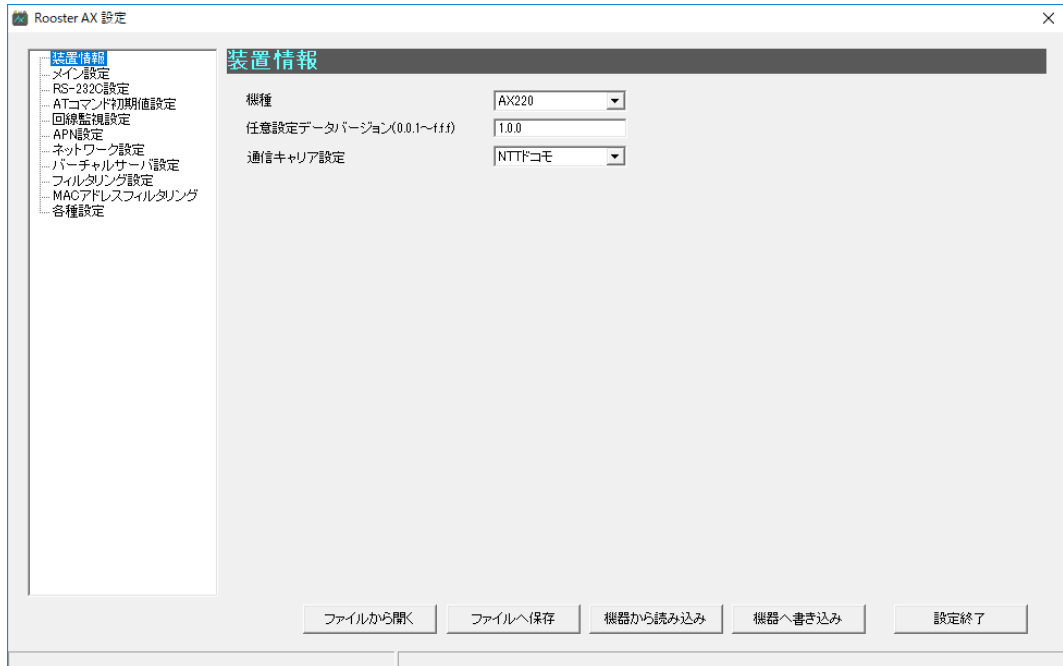 Rooster AX 設定
装置情報
メイン設定
RS-232C設定
ATコマンド初期値設定
回線監視設定
APN設定
ネットワーク設定
バーチャルサーバ設定
フィルタリング設定
MACアドレスフィルタリング
各種設定
装置情報
機種 AX220
任意設定データバージョン(0.0.1～f.f.f) 1.0.0
通信キャリア設定 NTTドコモ
ファイルから開く ファイルへ保存 機器から読み込み 機器へ書き込み 設定終了